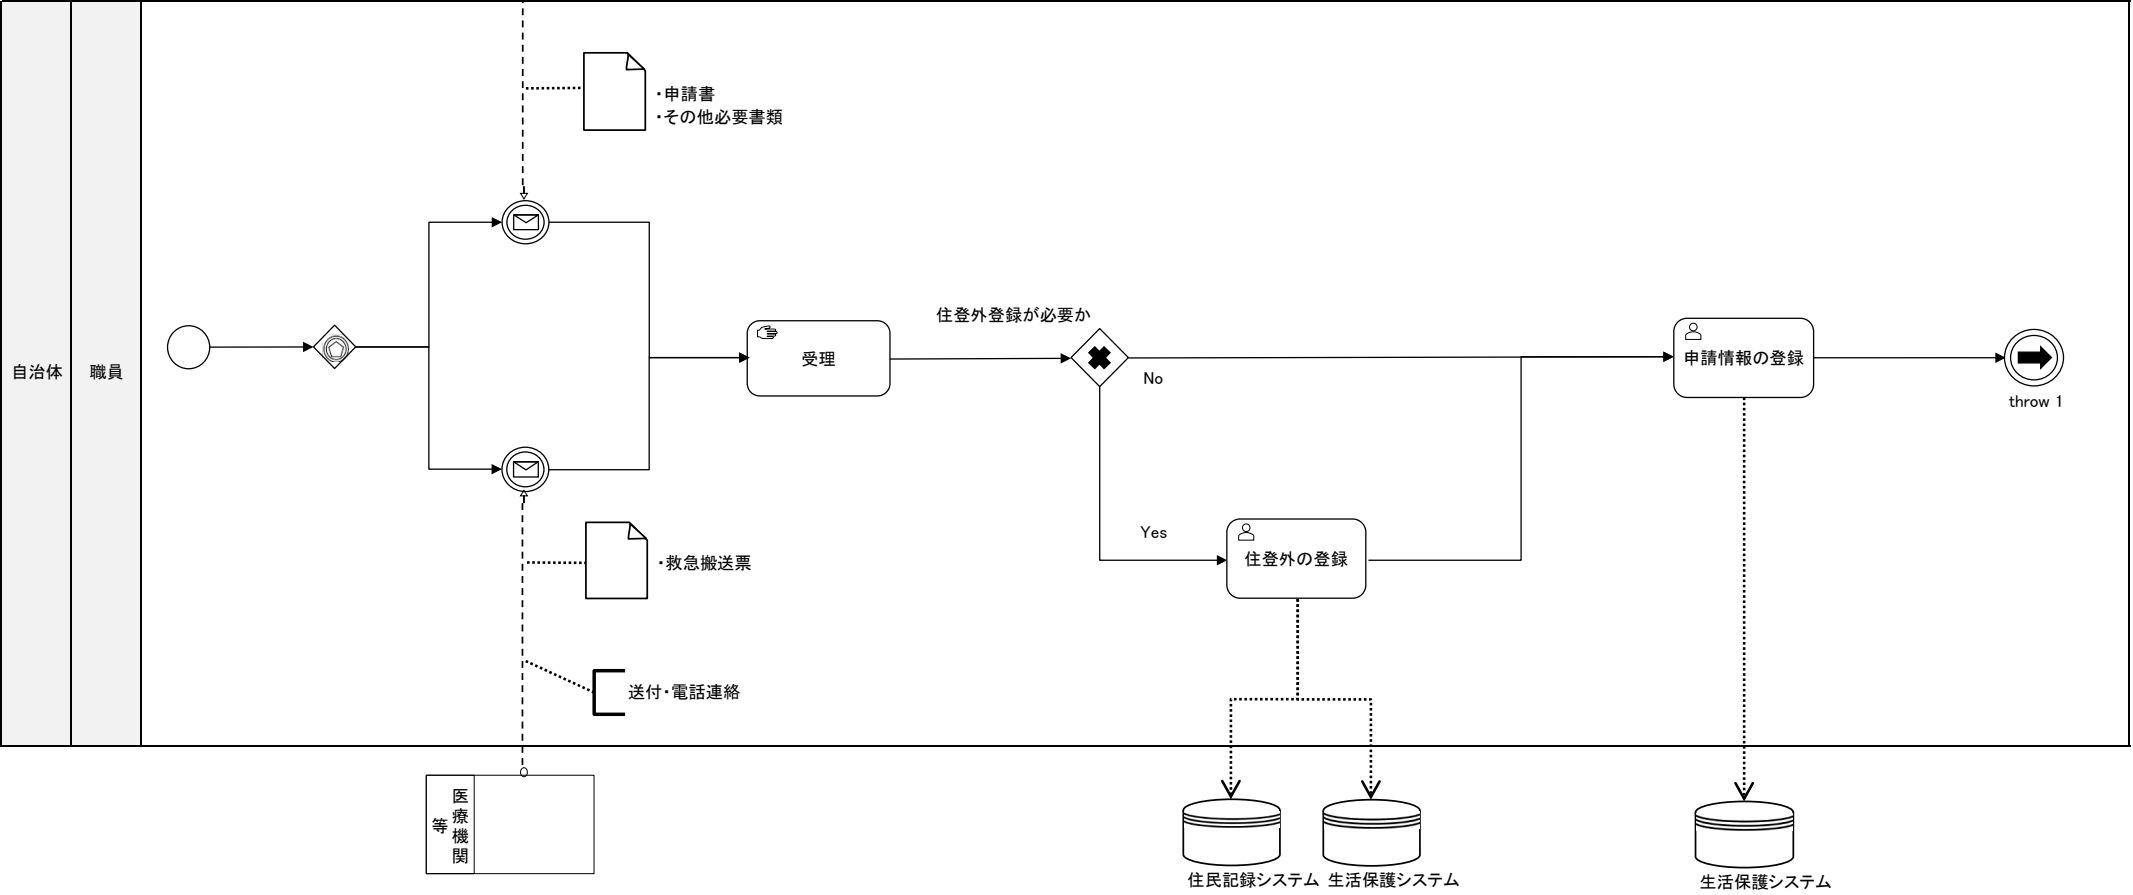 ・申請書
・その他必要書類
自治体
職員
住登外登録が必要か
受理
No
申請情報の登録
throw 1
Yes
住登外の登録
・救急搬送票
送付・電話連絡
医療機関等
住民記録システム
生活保護システム
生活保護システム